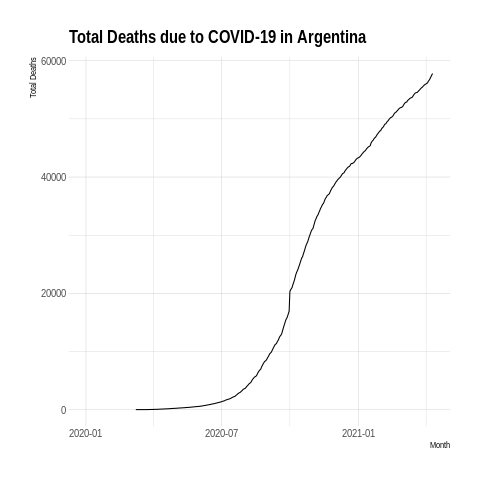 Total Deaths due to COVID-19 in Argentina
Total Deaths
60000
40000
20000
0
2020-01 2020-07 2021-01
Month